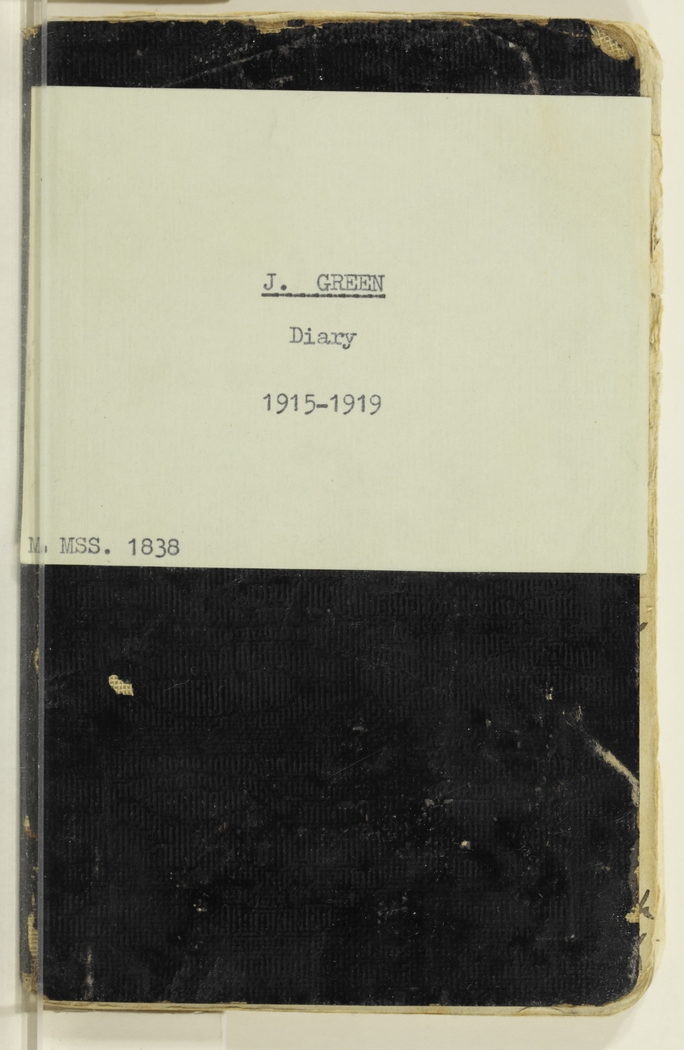 J. GREEN
Diary
1915-1919
M. MSS. 1838